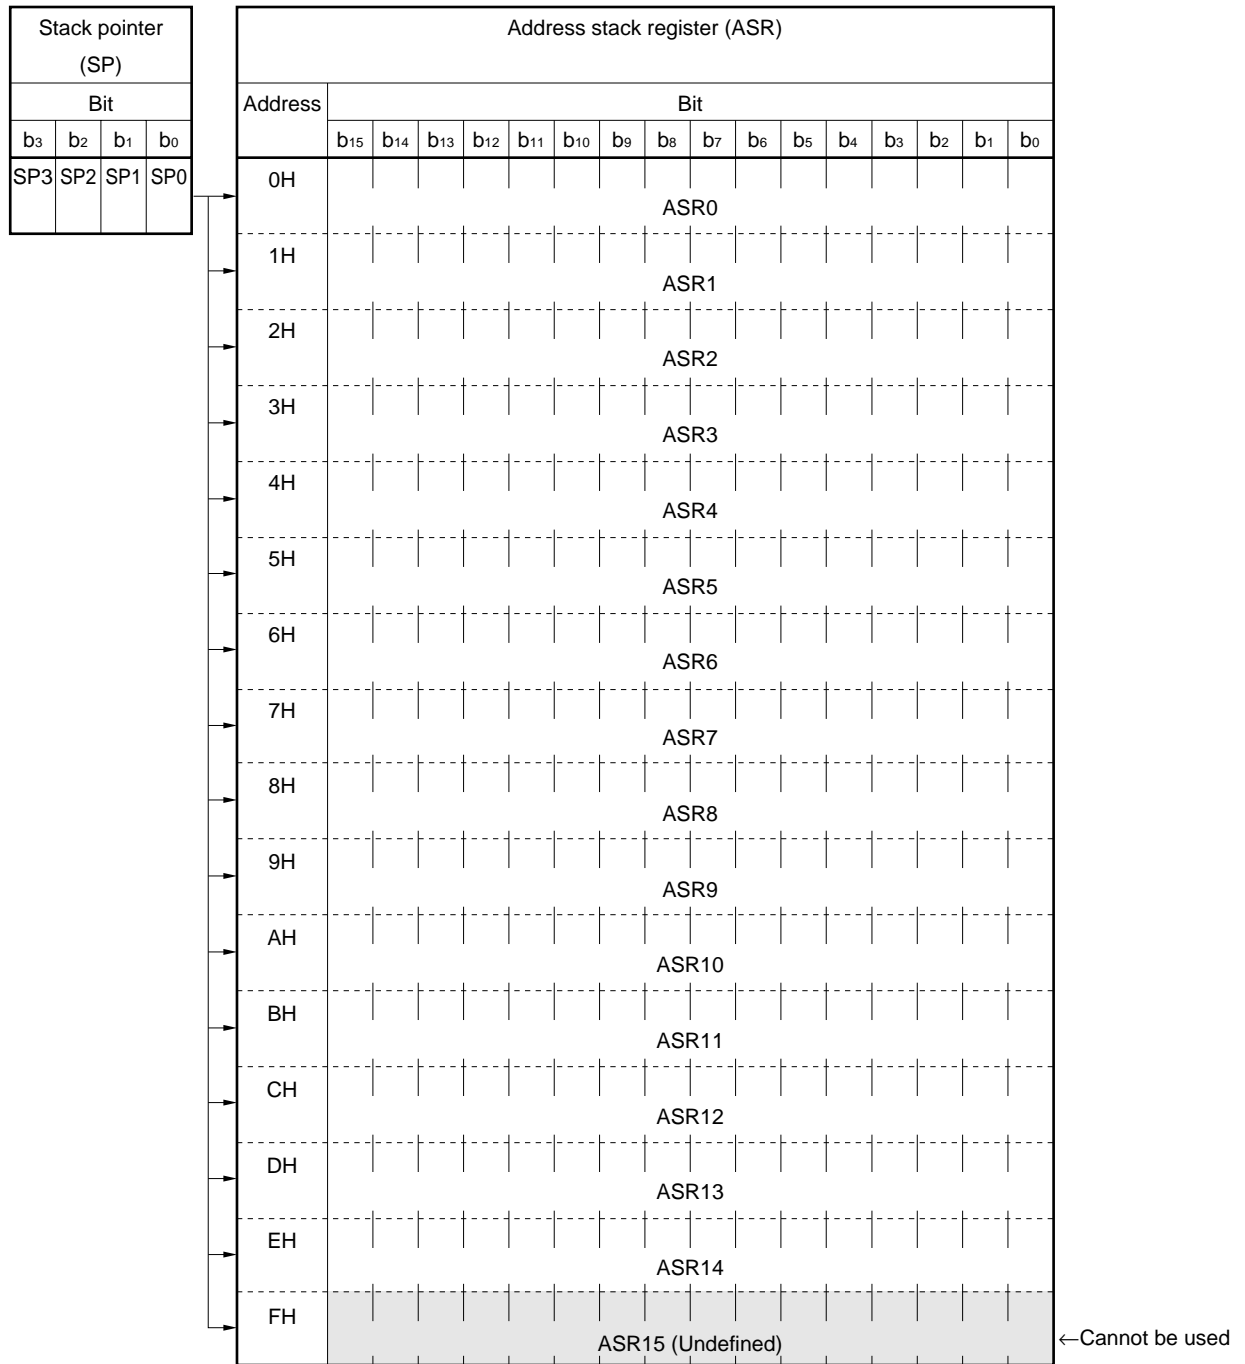 Stack pointer
(SP)
Bit
b3 b2 b1 b0
SP3 SP2 SP1 SP0
Address stack register (ASR)
Address Bit
b15 b14 b13 b12 b11 b10 b9 b8 b7 b6 b5 b4 b3 b2 b1 b0
0H
ASR0
1H
ASR1
2H
ASR2
3H
ASR3
4H
ASR4
5H
ASR5
6H
ASR6
7H
ASR7
8H
ASR8
9H
ASR9
AH
ASR10
BH
ASR11
CH
ASR12
DH
ASR13
EH
ASR14
FH
ASR15 (Undefined) ←Cannot be used